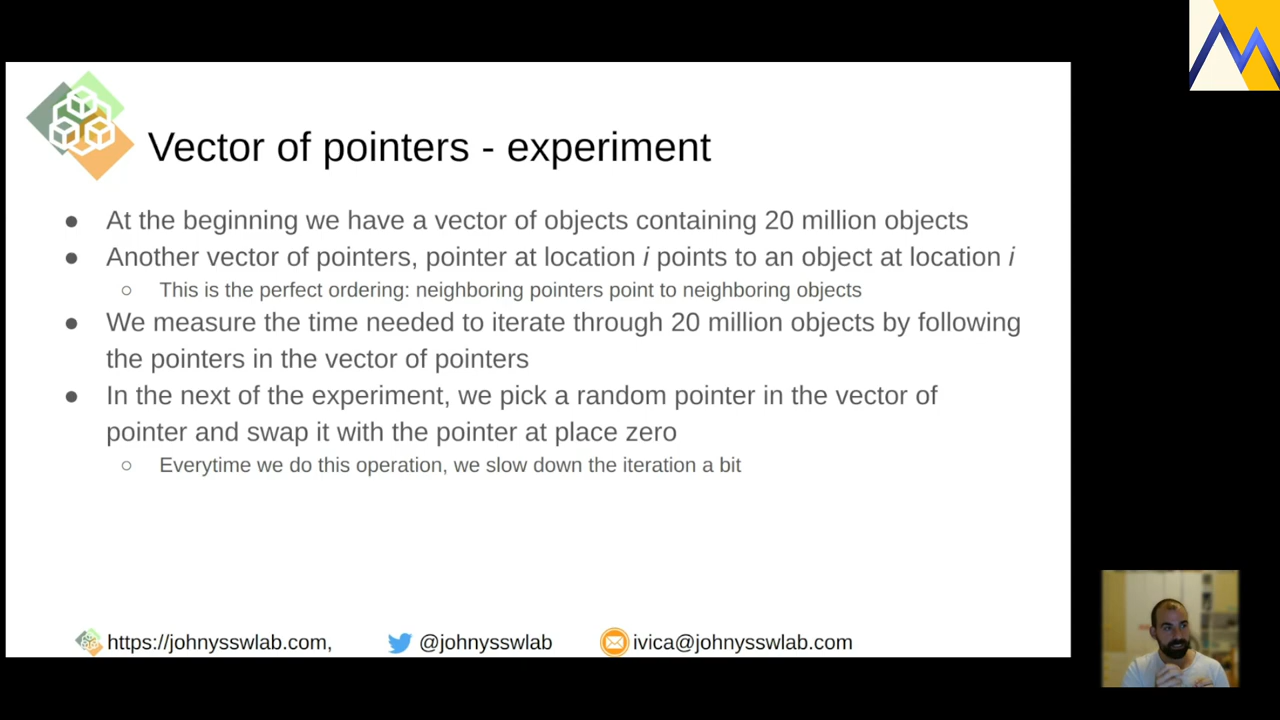 Vector of pointers - experiment
● At the beginning we have a vector of objects containing 20 million objects
● Another vector of pointers, pointer at location i points to an object at location i
○ This is the perfect ordering: neighboring pointers point to neighboring objects
● We measure the time needed to iterate through 20 million objects by following
the pointers in the vector of pointers
● In the next of the experiment, we pick a random pointer in the vector of
pointer and swap it with the pointer at place zero
○ Everytime we do this operation, we slow down the iteration a bit
https://johnysswlab.com, @johnysswlab ivica@johnysswlab.com